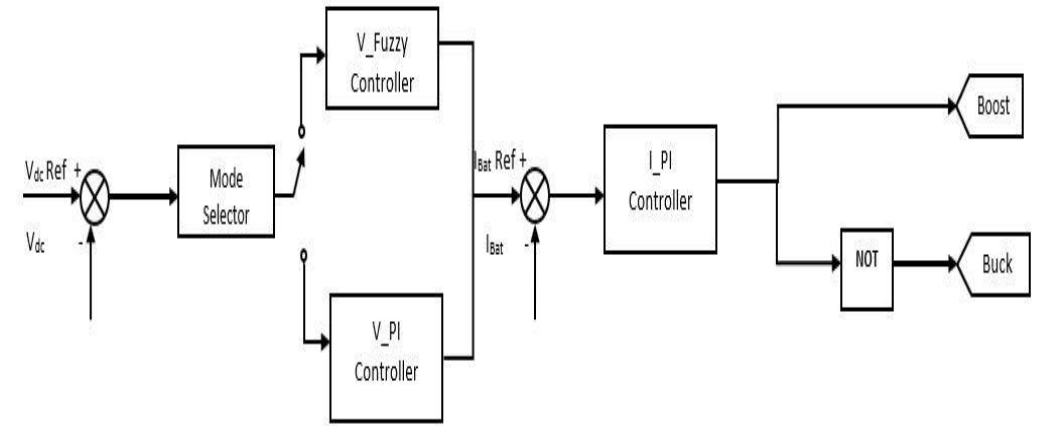 V_Fuzzy
Controller
Vdc Ref +
Vdc
-
Mode
Selector
V_PI
Controller
IBat Ref +
IBat
-
I_PI
Controller
Boost
NOT
Buck